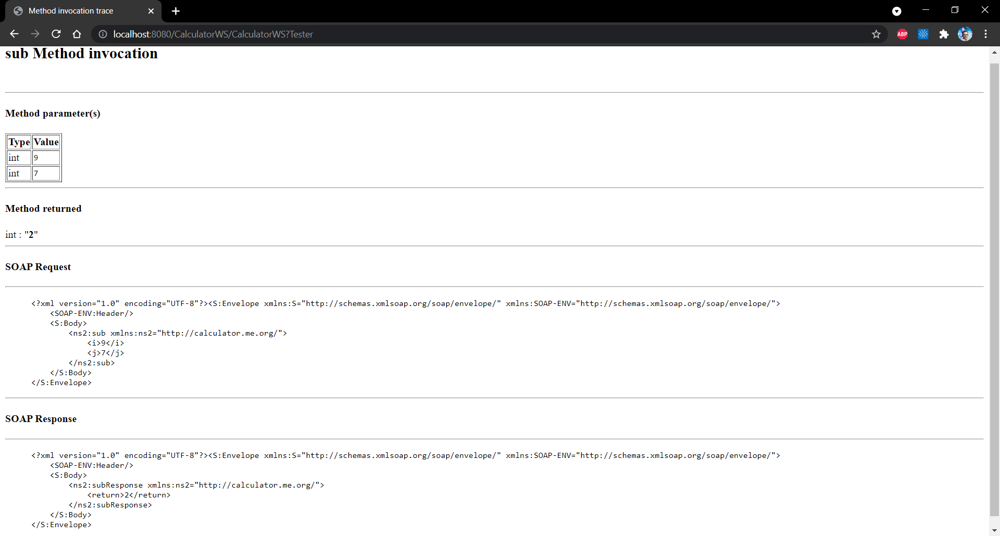 Method invocation trace
localhost:8080/CalculatorWS/CalculatorWS?Tester
ABP
sub Method invocation
Method parameter(s)
Type Value
int 9
int 7
Method returned
int : "2"
SOAP Request
<?xml version="1.0" encoding="UTF-8"?><S:Envelope xmlns:S="http://schemas.xmlsoap.org/soap/envelope/" xmlns:SOAP-ENV="http://schemas.xmlsoap.org/soap/envelope/">
<SOAP-ENV:Header/>
<S:Body>
<ns2:sub xmlns:ns2="http://calculator.me.org/">
<i>9</i>
<j>7</j>
</ns2:sub>
</S:Body>
</S:Envelope>
SOAP Response
<?xml version="1.0" encoding="UTF-8"?><S:Envelope xmlns:S="http://schemas.xmlsoap.org/soap/envelope/" xmlns:SOAP-ENV="http://schemas.xmlsoap.org/soap/envelope/">
<SOAP-ENV:Header/>
<S:Body>
<ns2:subResponse xmlns:ns2="http://calculator.me.org/">
<return>2</return>
</ns2:subResponse>
</S:Body>
</S:Envelope>